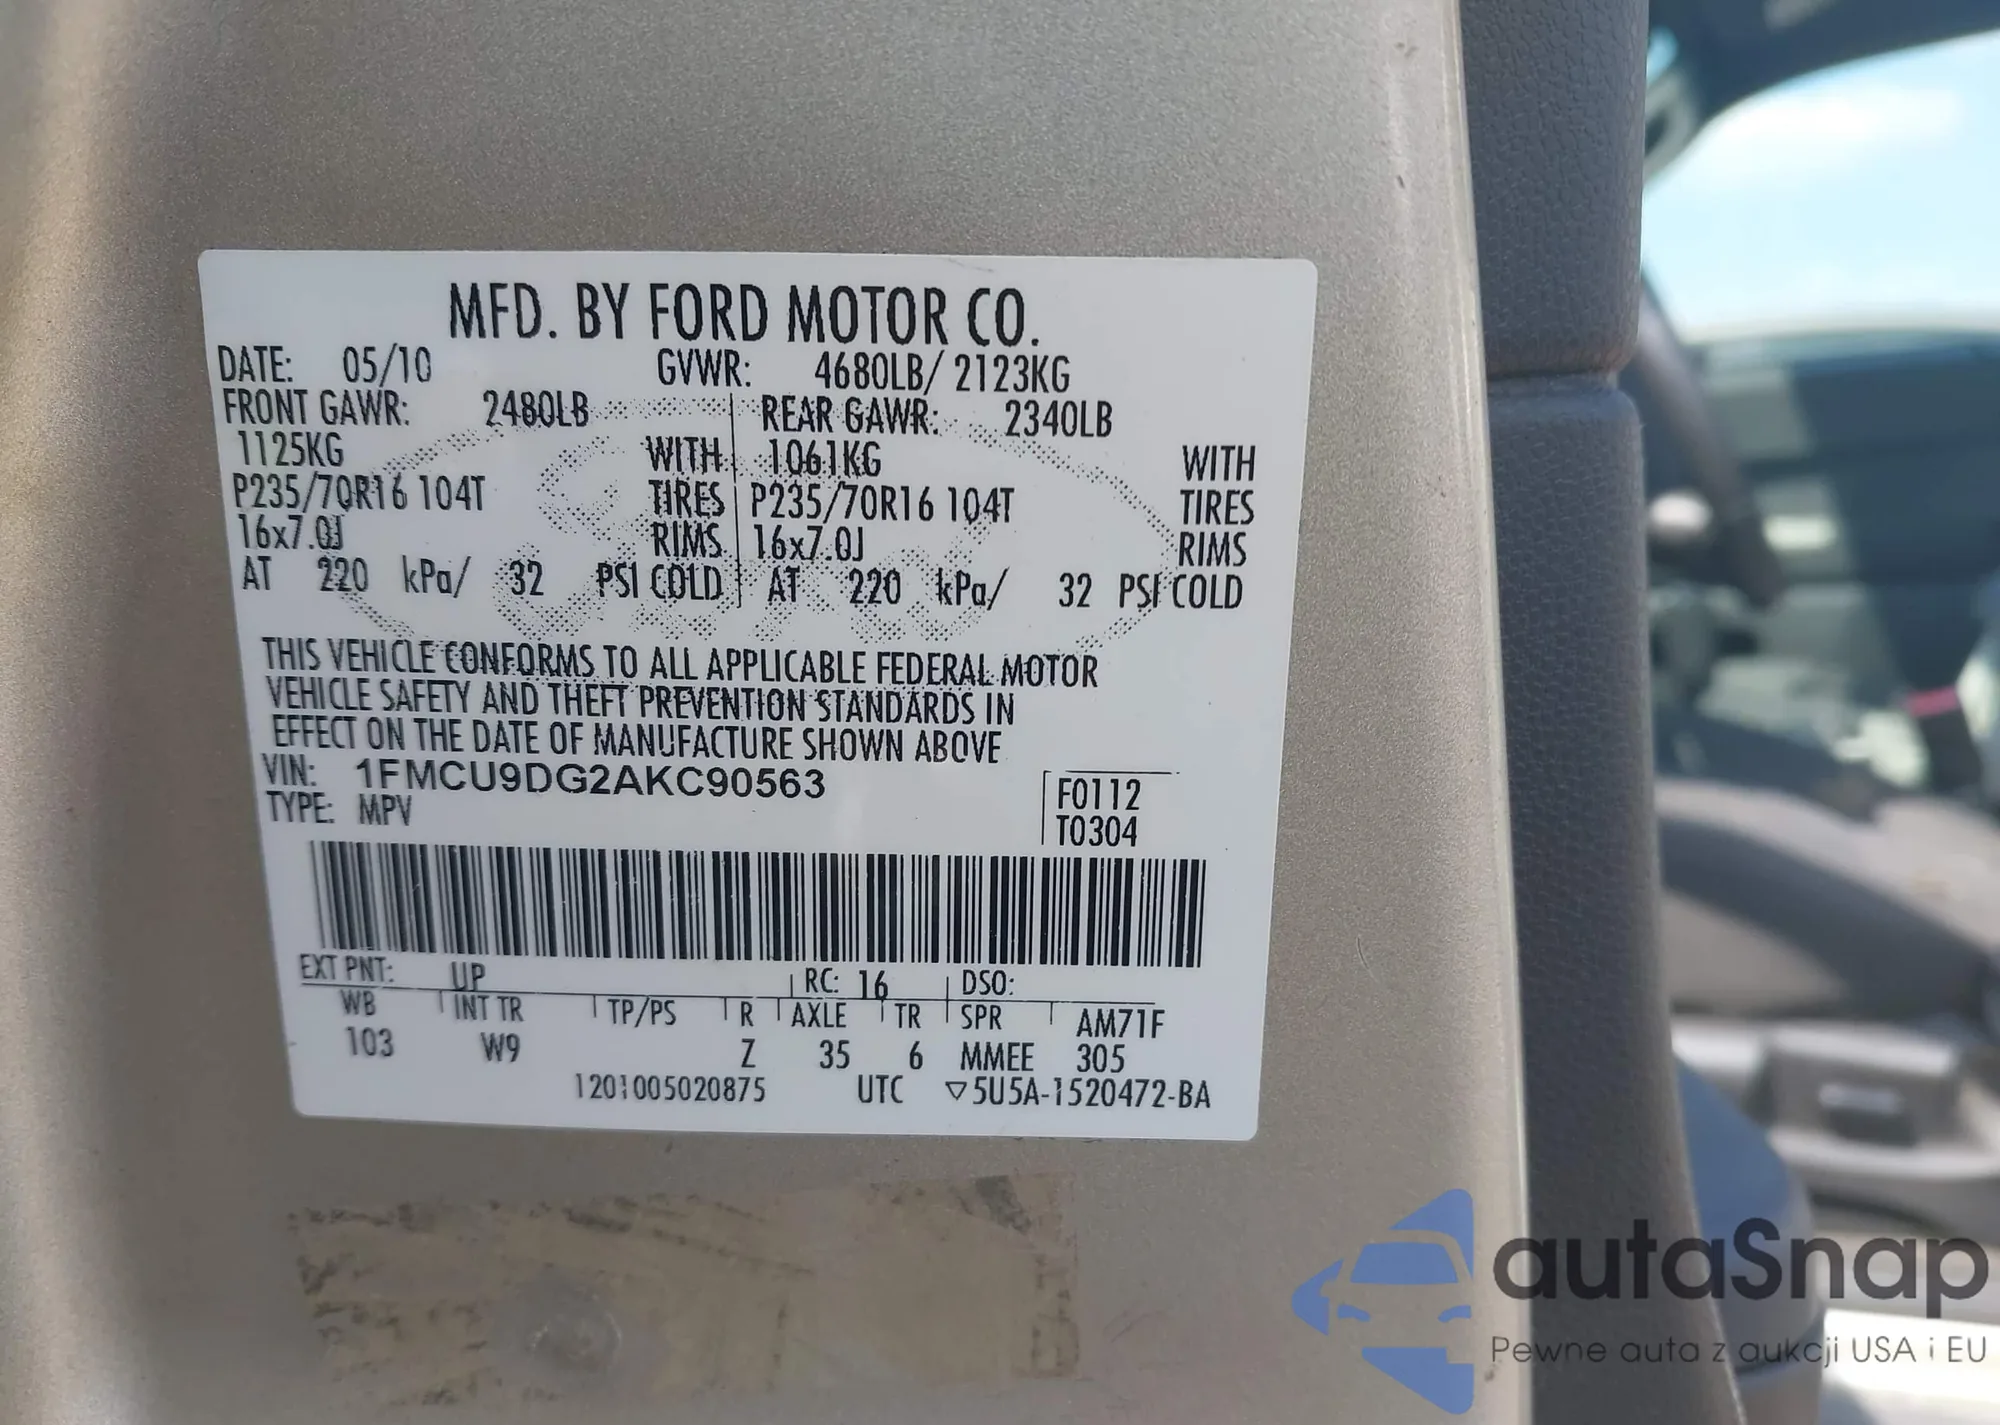 MFD. BY FORD MOTOR CO.
DATE: 05/10 GVWR: 4680LB/ 2123KG
FRONT GAWR: 2480LB REAR GAWR: 2340LB
1125KG WITH 1061KG WITH
P235/70R16 104T TIRES P235/70R16 104T TIRES
16x7.0J RIMS 16x7.0J RIMS
AT 220 kPa/ 32 PSI COLD AT 220 kPa/ 32 PSI COLD
THIS VEHICLE CONFORMS TO ALL APPLICABLE FEDERAL MOTOR
VEHICLE SAFETY AND THEFT PREVENTION STANDARDS IN
EFFECT ON THE DATE OF MANUFACTURE SHOWN ABOVE
VIN: 1FMCU9DG2AKC90563
TYPE: MPV
F0112
T0304
EXT PNT: UP RC: 16 DSO:
WB INT TR TP/PS R AXLE TR SPR AM71F
103 W9 Z 35 6 MMEE 305
1201005020875 UTC ▽5U5A-1520472-BA
autaSnap
Pewne auta z aukcji USA i EU